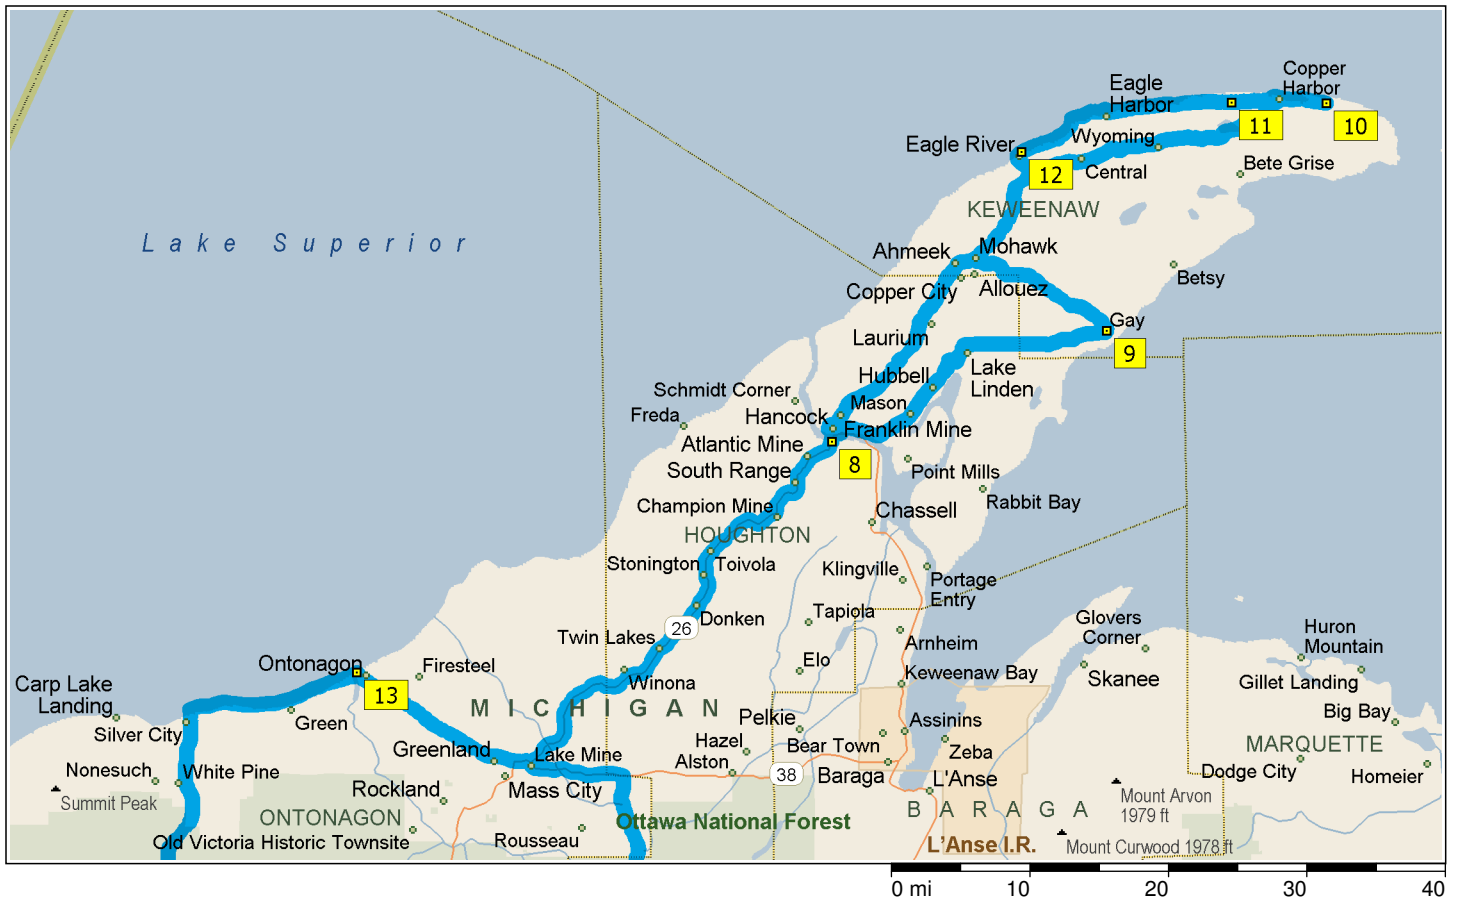 Copper
Harbor
Eagle
Harbor
11
10
Eagle River
Wyoming
12
Central
Bete Grise
KEWEENAW
Lake Superior
Ahmeek
Mohawk
Betsy
Copper City
Allouez
Gay
Laurium
9
Hubbell
Lake
Linden
Schmidt Corner
Mason
Freda
Hancock
Franklin Mine
Atlantic Mine
8
South Range
Point Mills
Champion Mine
Rabbit Bay
Chassell
HOUGHTON
Stonington
Toivola
Klingville
Portage
Entry
Donken
Tapiola
26
Glovers
Corner
Twin Lakes
Arnheim
Huron
Mountain
Ontonagon
Firesteel
Elo
Keweenaw Bay
Skanee
Carp Lake
Landing
13
Winona
Gillet Landing
MICHIGAN
Silver City
Green
Pelkie
Assinins
Big Bay
Greenland
Lake Mine
Hazel
Bear Town
Zeba
MARQUETTE
Nonesuch
White Pine
Alston
38
Baraga
L'Anse
Dodge City
Homeier
Summit Peak
Rockland
Mass City
BARAGA
Mount Arvon
1979 ft
ONTONAGON
Ottawa National Forest
Old Victoria Historic Townsite
Rousseau
L'Anse I.R.
Mount Curwood 1978 ft
0 mi
10
20
30
40